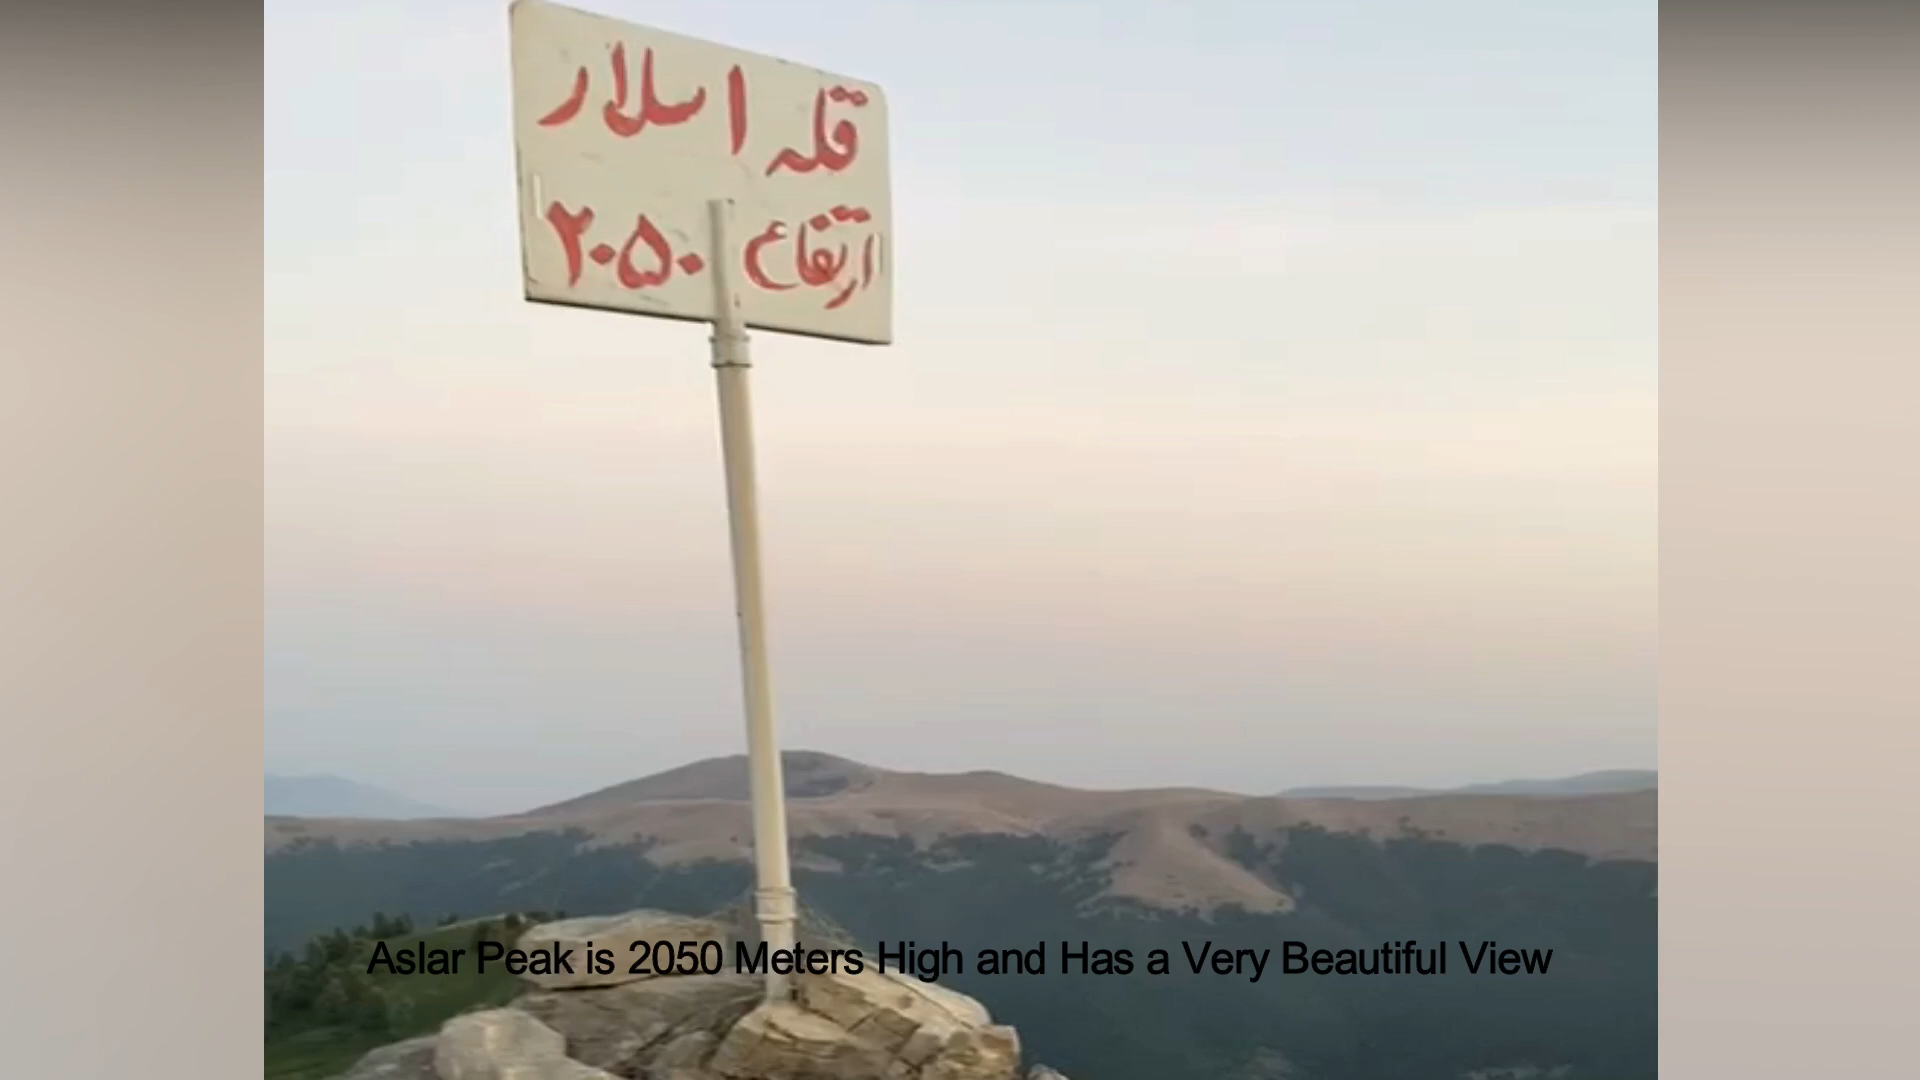 قله اسلار
ارتفاع ۲۰۵۰
Aslar Peak is 2050 Meters High and Has a Very Beautiful View